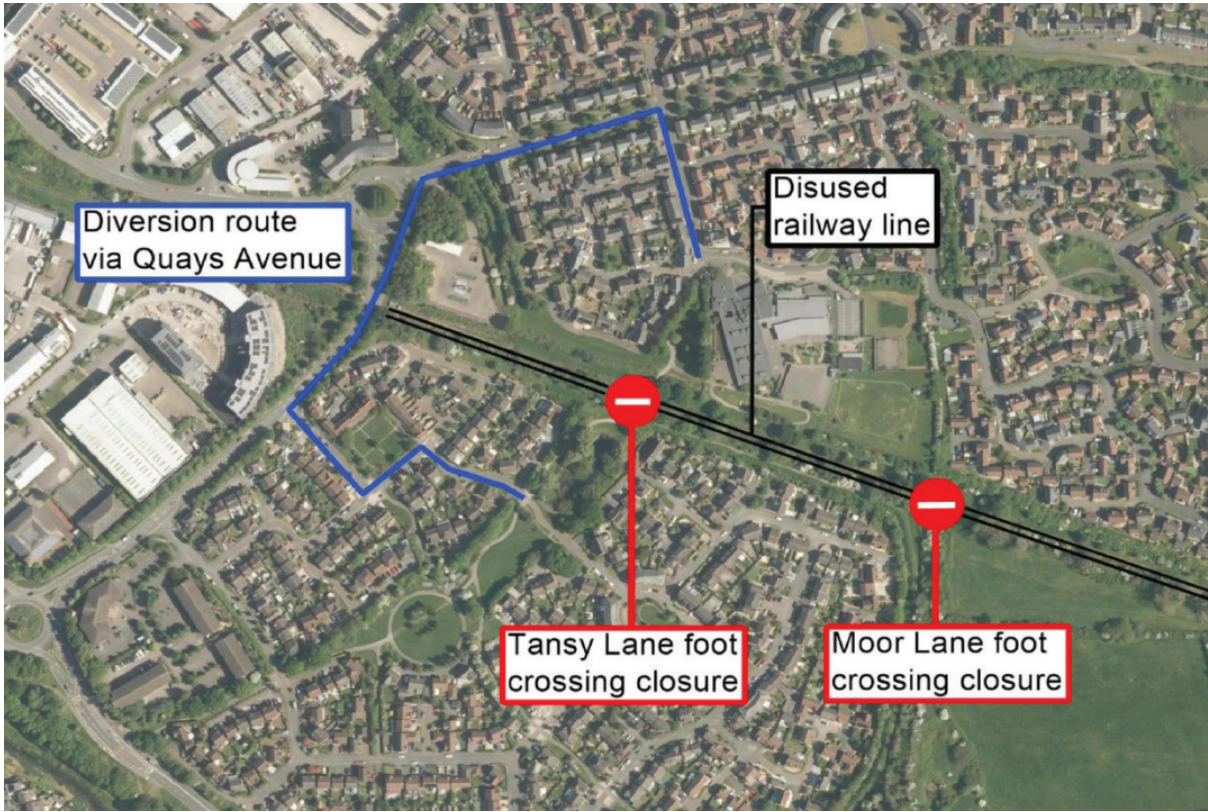 Disused
railway line
Diversion route
via Quays Avenue
Tansy Lane foot
crossing closure
Moor Lane foot
crossing closure